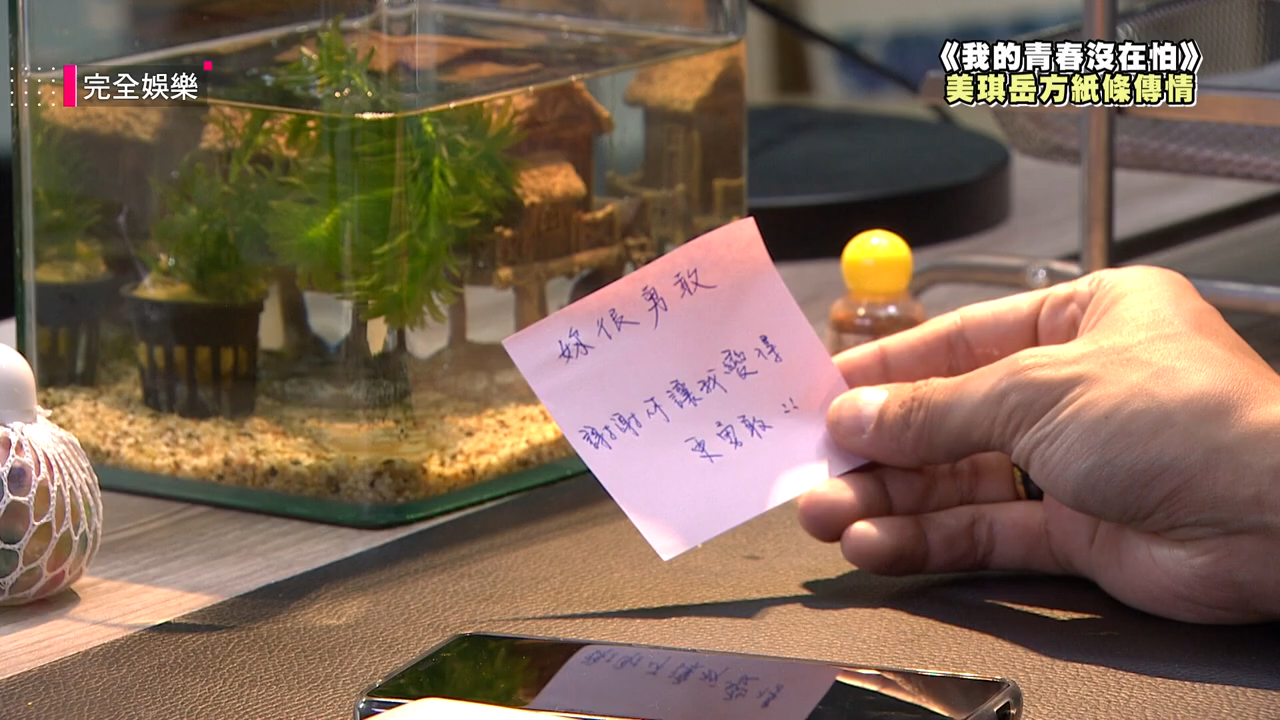 完全娛樂
《我的青春沒在怕》
美琪岳方紙條傳情
妳很勇敢
謝謝妳讓我變得
更勇敢!!